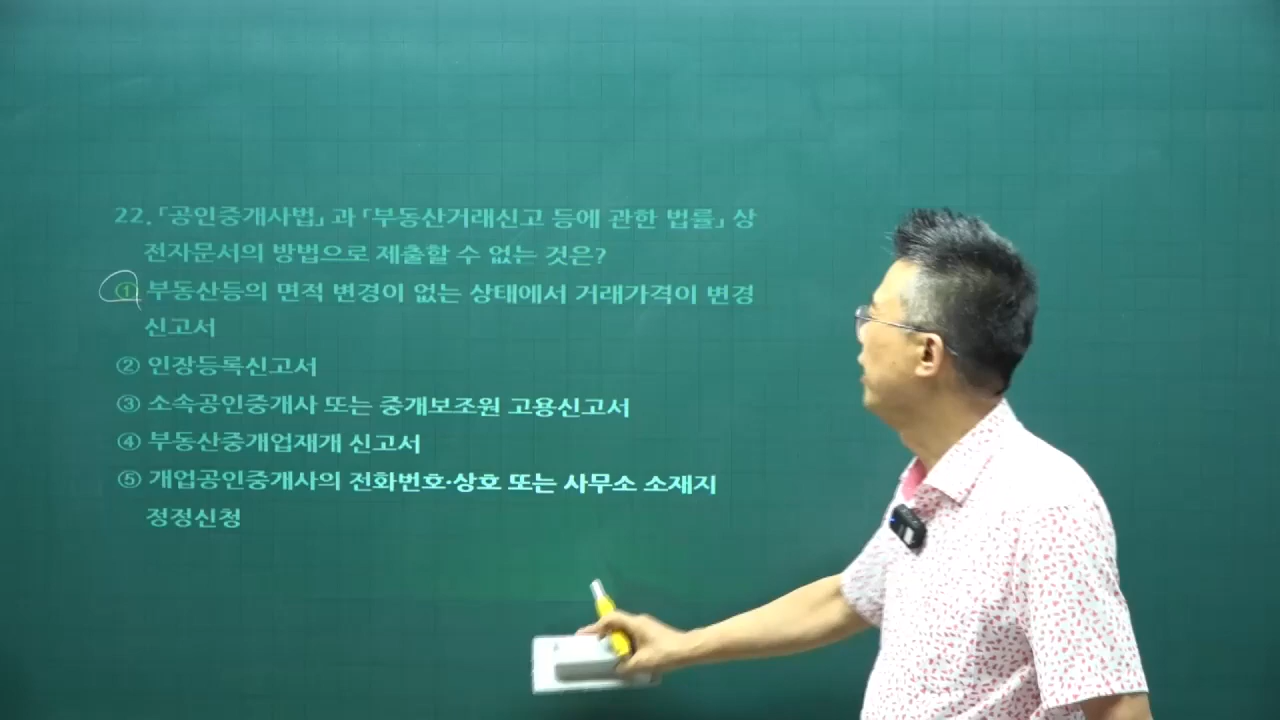 22. 「공인중개사법」 과 「부동산거래신고 등에 관한 법률」 상
전자문서의 방법으로 제출할 수 없는 것은?
① 부동산등의 면적 변경이 없는 상태에서 거래가격이 변경
신고서
② 인장등록신고서
③ 소속공인중개사 또는 중개보조원 고용신고서
④ 부동산중개업재개 신고서
⑤ 개업공인중개사의 전화번호·상호 또는 사무소 소재지
정정신청